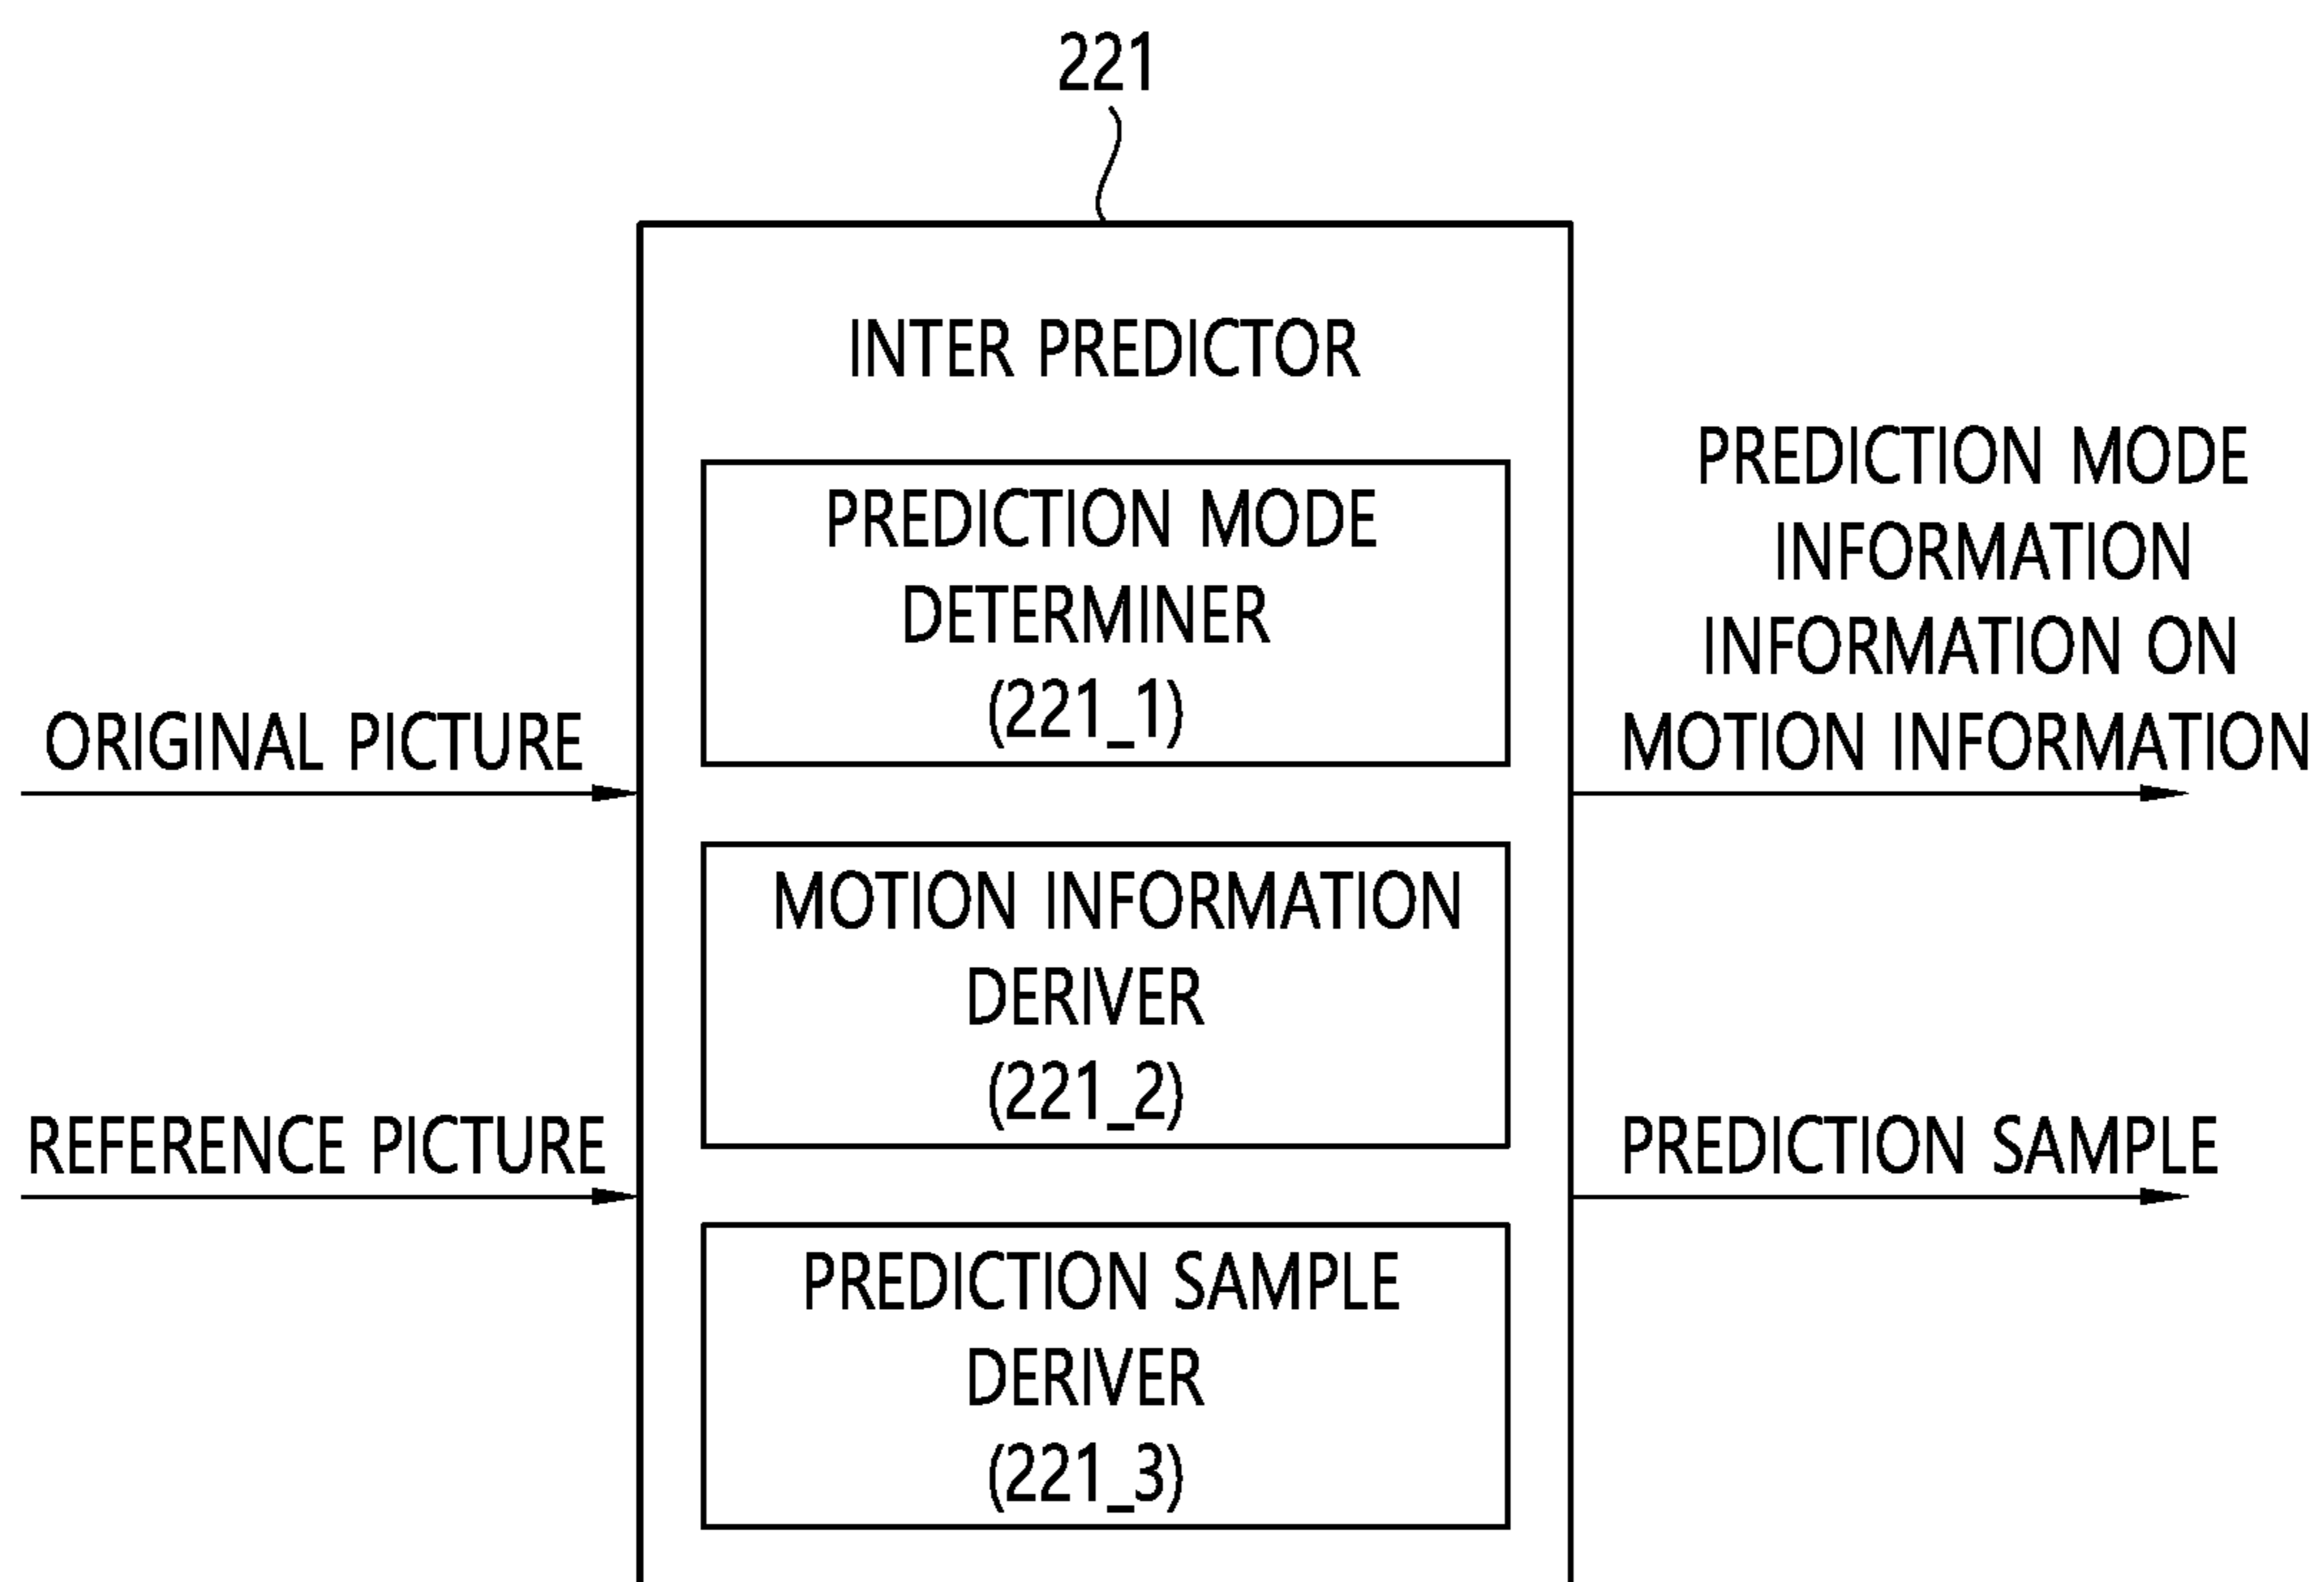 221
INTER PREDICTOR
PREDICTION MODE
DETERMINER
(221_1)
MOTION INFORMATION
DERIVER
(221_2)
PREDICTION SAMPLE
DERIVER
(221_3)
ORIGINAL PICTURE
REFERENCE PICTURE
PREDICTION MODE
INFORMATION
INFORMATION ON
MOTION INFORMATION
PREDICTION SAMPLE